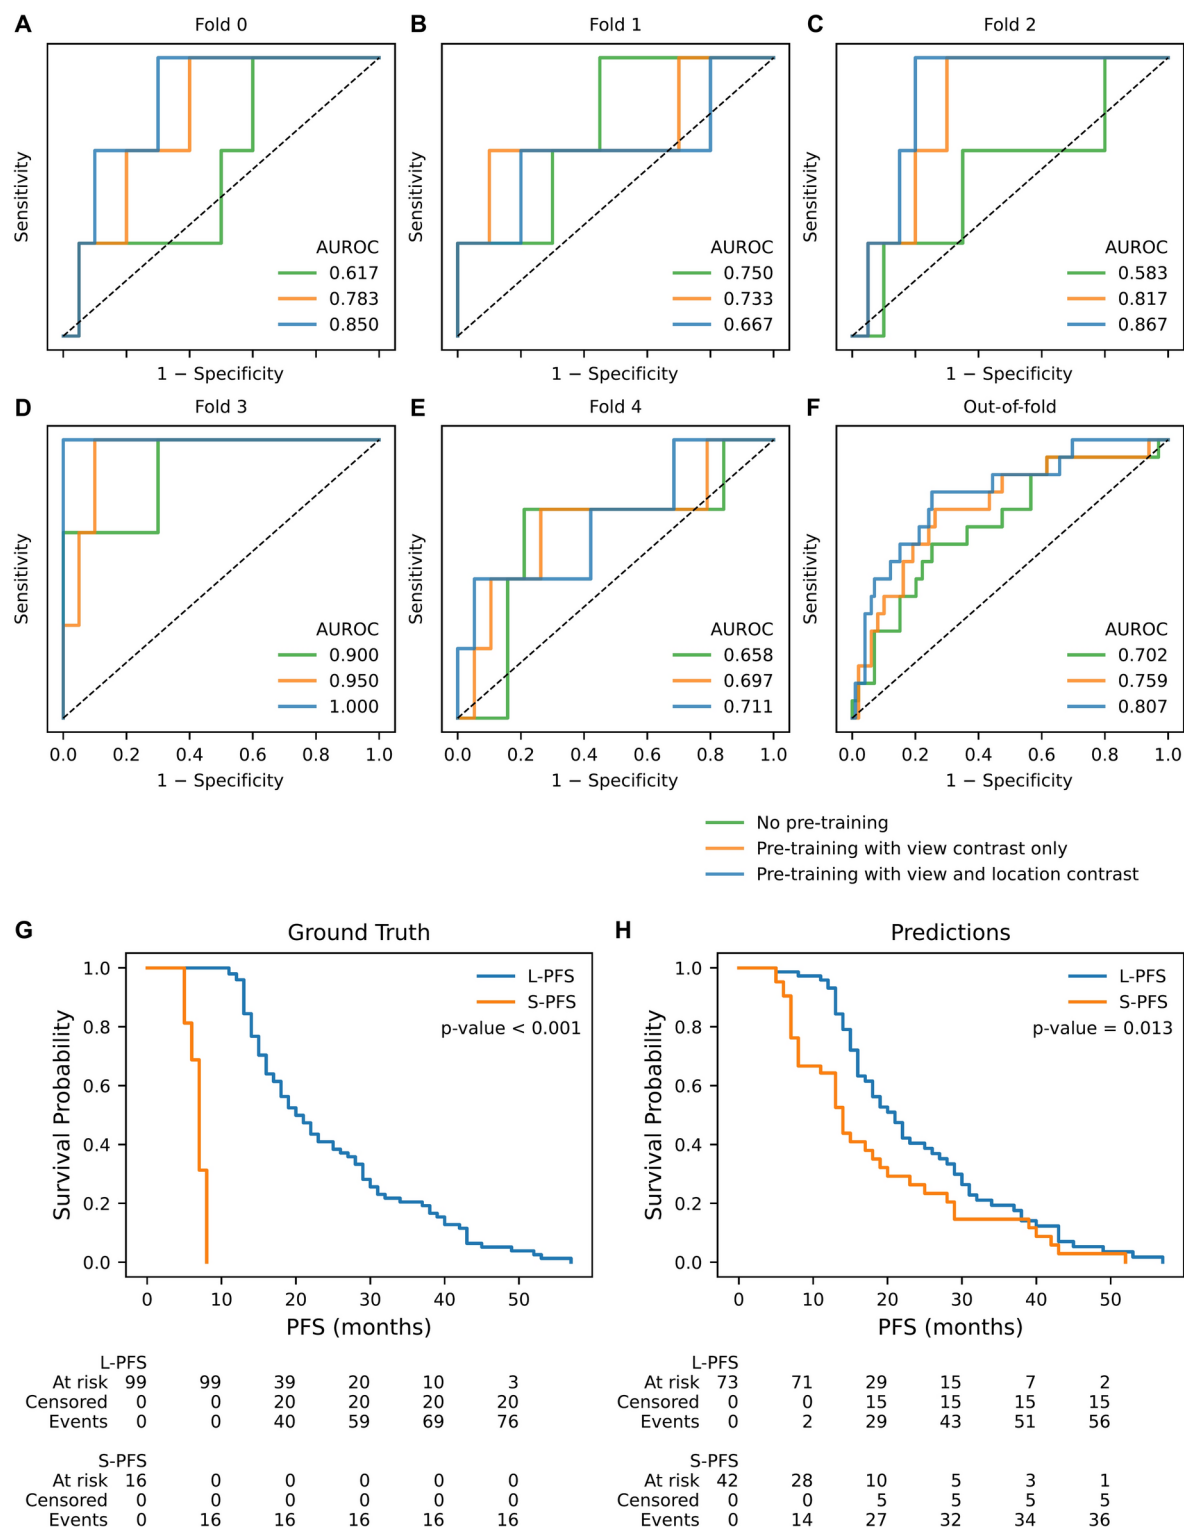 A
Fold 0
Sensitivity
AUROC
0.617
0.783
0.850
1 − Specificity
B
Fold 1
Sensitivity
AUROC
0.750
0.733
0.667
1 − Specificity
C
Fold 2
Sensitivity
AUROC
0.583
0.817
0.867
1 − Specificity
D
Fold 3
Sensitivity
AUROC
0.900
0.950
1.000
0.0 0.2 0.4 0.6 0.8 1.0
1 − Specificity
E
Fold 4
Sensitivity
AUROC
0.658
0.697
0.711
0.0 0.2 0.4 0.6 0.8 1.0
1 − Specificity
F
Out-of-fold
Sensitivity
AUROC
0.702
0.759
0.807
0.0 0.2 0.4 0.6 0.8 1.0
1 − Specificity
No pre-training
Pre-training with view contrast only
Pre-training with view and location contrast
G
Ground Truth
Survival Probability
1.0
0.8
0.6
0.4
0.2
0.0
L-PFS
S-PFS
p-value < 0.001
0 10 20 30 40 50
PFS (months)
L-PFS
At risk 99 99 39 20 10 3
Censored 0 0 20 20 20 20
Events 0 0 40 59 69 76
S-PFS
At risk 16 0 0 0 0 0
Censored 0 0 0 0 0 0
Events 0 16 16 16 16 16
H
Predictions
Survival Probability
1.0
0.8
0.6
0.4
0.2
0.0
L-PFS
S-PFS
p-value = 0.013
0 10 20 30 40 50
PFS (months)
L-PFS
At risk 73 71 29 15 7 2
Censored 0 0 15 15 15 15
Events 0 2 29 43 51 56
S-PFS
At risk 42 28 10 5 3 1
Censored 0 0 5 5 5 5
Events 0 14 27 32 34 36